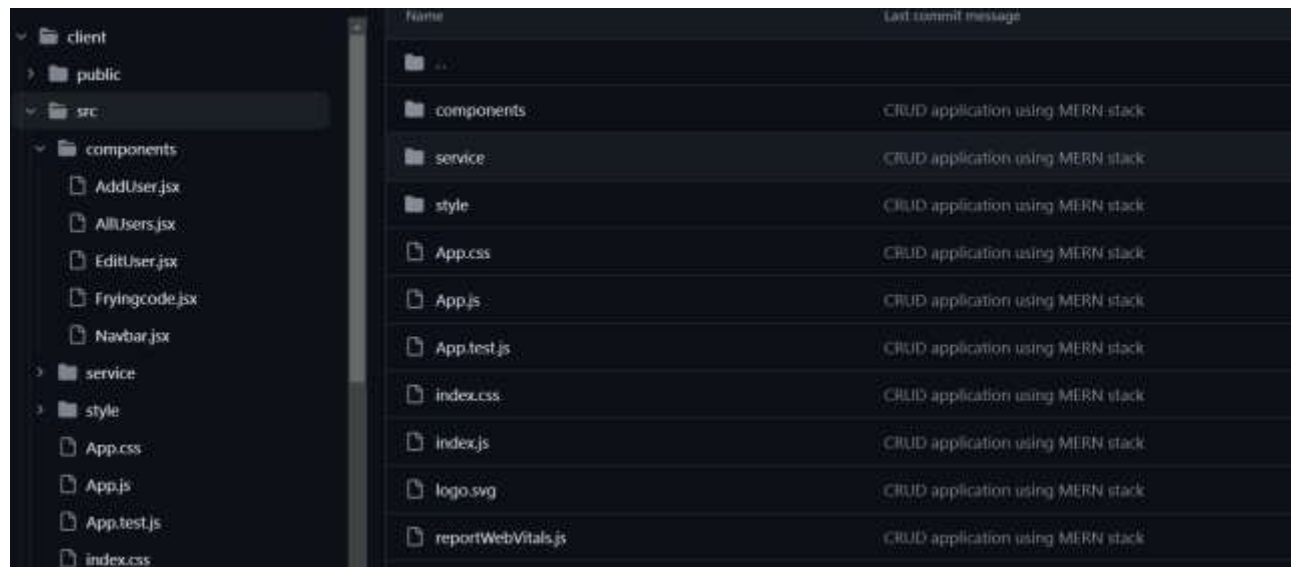 client
public
src
components
AddUser.jsx
AllUsers.jsx
EditUser.jsx
Fryingcode.jsx
Navbar.jsx
service
style
App.css
App.js
App.test.js
index.css
Name Last commit message
..
components CRUD application using MERN stack
service CRUD application using MERN stack
style CRUD application using MERN stack
App.css CRUD application using MERN stack
App.js CRUD application using MERN stack
App.test.js CRUD application using MERN stack
index.css CRUD application using MERN stack
index.js CRUD application using MERN stack
logo.svg CRUD application using MERN stack
reportWebVitals.js CRUD application using MERN stack